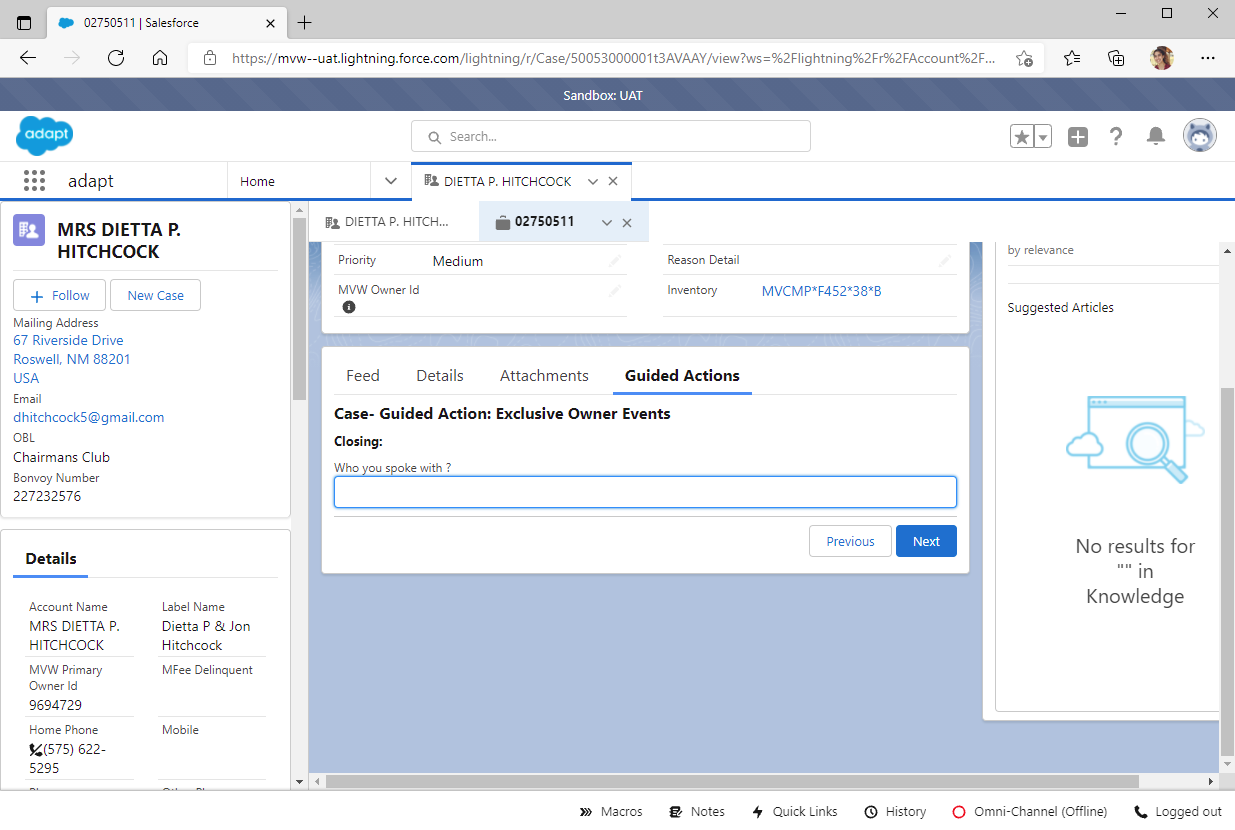 02750511 | Salesforce
https://mvw--uat.lightning.force.com/lightning/r/Case/50053000001t3AVAAY/view?ws=%2Flightning%2Fr%2FAccount%2F...
Sandbox: UAT
adapt
Search...
adapt
Home
DIETTA P. HITCHCOCK
MRS DIETTA P.
HITCHCOCK
Follow
New Case
Mailing Address
67 Riverside Drive
Roswell, NM 88201
USA
Email
dhitchcock5@gmail.com
OBL
Chairmans Club
Bonvoy Number
227232576
Details
Account Name
MRS DIETTA P.
HITCHCOCK
Label Name
Dietta P & Jon
Hitchcock
MVW Primary
Owner Id
9694729
MFee Delinquent
Home Phone
(575) 622-
5295
Mobile
DIETTA P. HITCH...
02750511
Priority
Medium
Reason Detail
MVW Owner Id
Inventory
MVCMP*F452*38*B
Feed
Details
Attachments
Guided Actions
Case- Guided Action: Exclusive Owner Events
Closing:
Who you spoke with ?
Previous
Next
by relevance
Suggested Articles
No results for
"" in
Knowledge
Macros
Notes
Quick Links
History
Omni-Channel (Offline)
Logged out